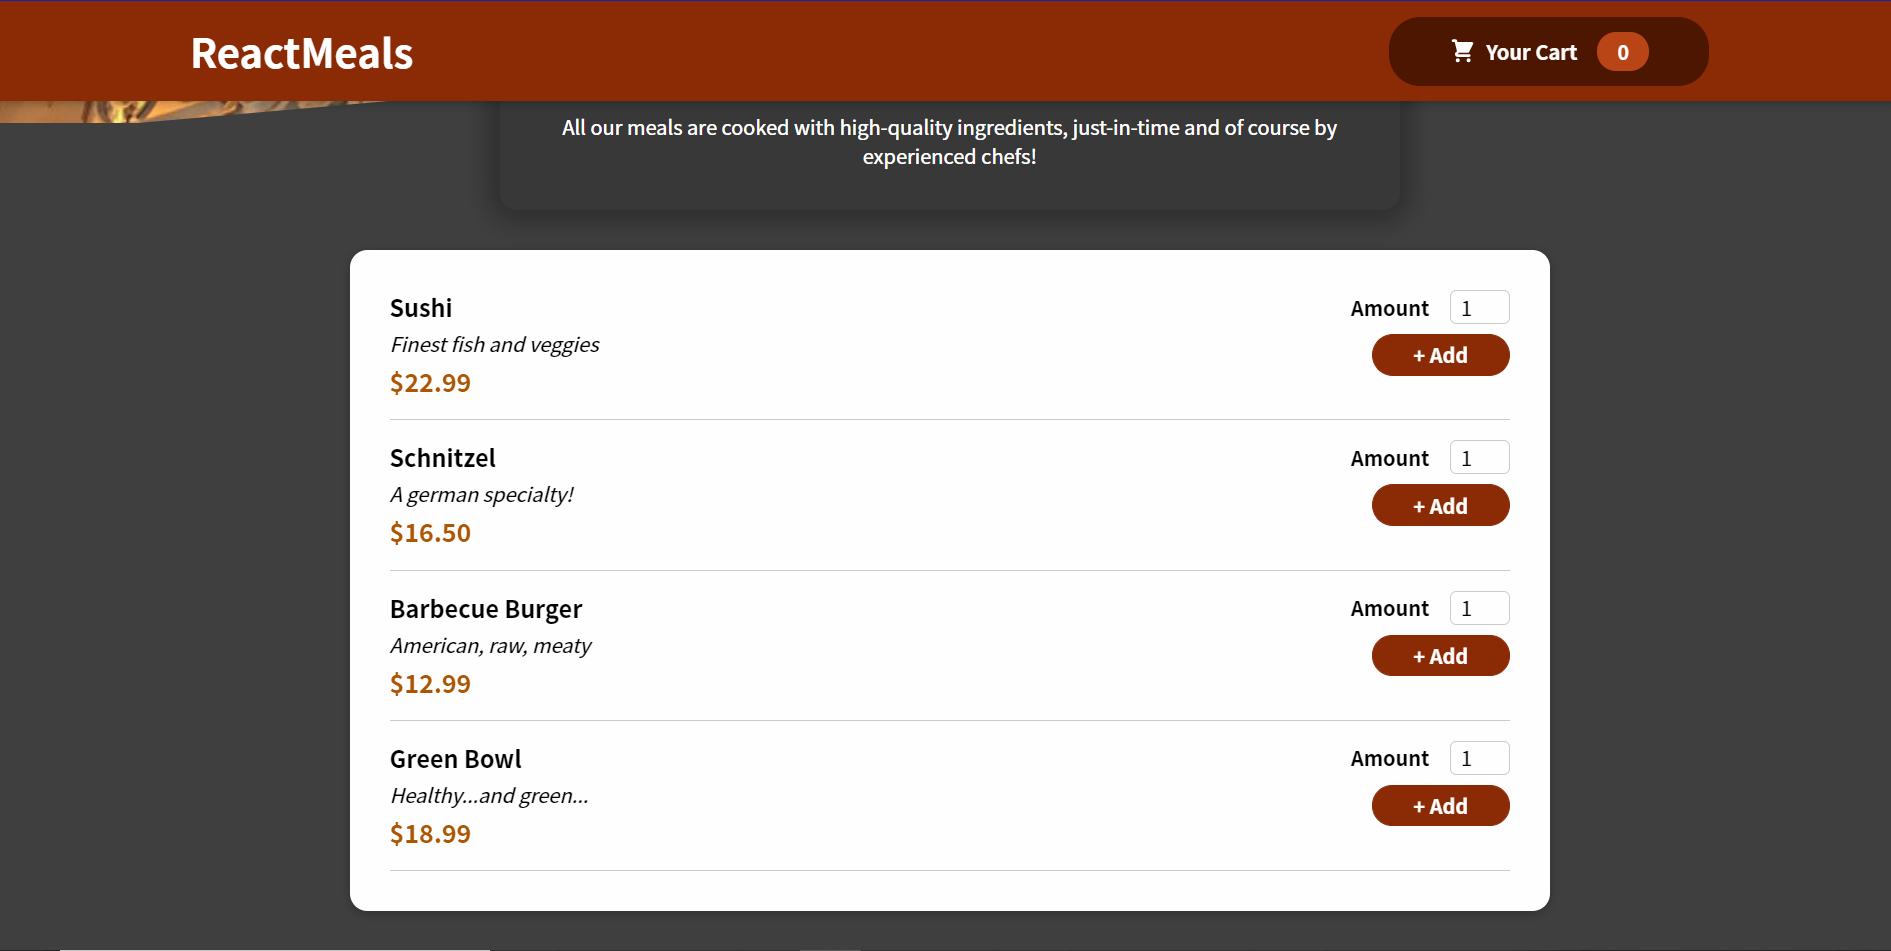 ReactMeals
Your Cart 0
All our meals are cooked with high-quality ingredients, just-in-time and of course by
experienced chefs!
Sushi
Finest fish and veggies
$22.99
Amount 1
+ Add
Schnitzel
A german specialty!
$16.50
Amount 1
+ Add
Barbecue Burger
American, raw, meaty
$12.99
Amount 1
+ Add
Green Bowl
Healthy...and green...
$18.99
Amount 1
+ Add